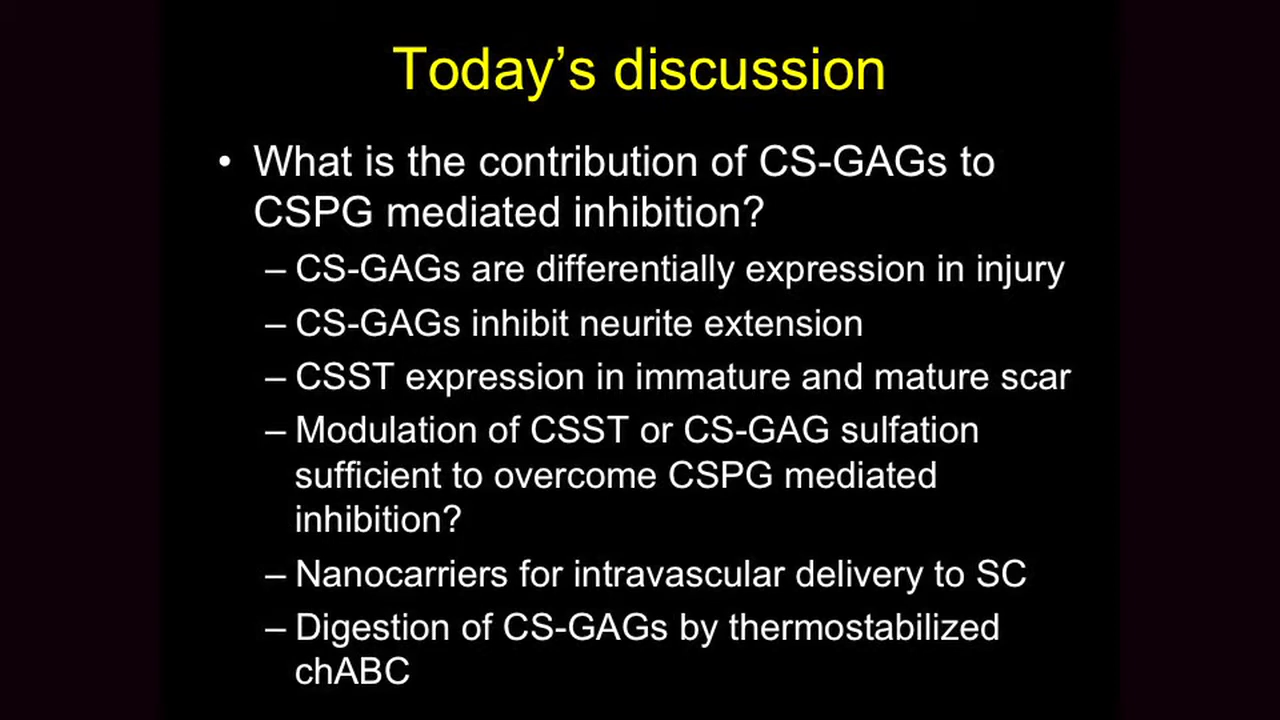 Today's discussion
• What is the contribution of CS-GAGs to
CSPG mediated inhibition?
– CS-GAGs are differentially expression in injury
– CS-GAGs inhibit neurite extension
– CSST expression in immature and mature scar
– Modulation of CSST or CS-GAG sulfation
sufficient to overcome CSPG mediated
inhibition?
– Nanocarriers for intravascular delivery to SC
– Digestion of CS-GAGs by thermostabilized
chABC